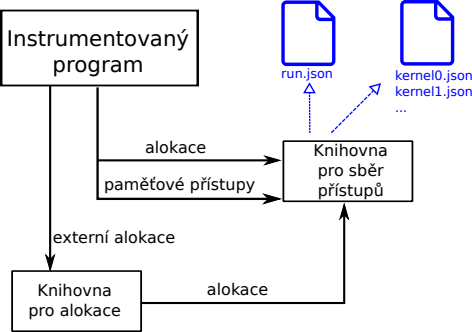 Instrumentovaný
program
run.json
kernel0.json
kernel1.json
...
alokace
paměťové přístupy
Knihovna
pro sběr
přístupů
externí alokace
Knihovna
pro alokace
alokace